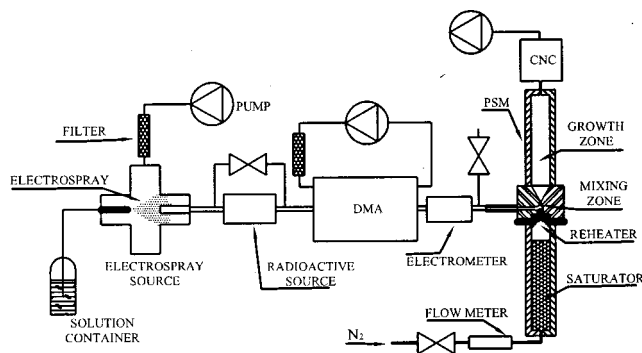 CNC
PUMP
PSM
FILTER
GROWTH
ZONE
ELECTROSPRAY
MIXING
ZONE
DMA
REHEATER
ELECTROSPRAY
SOURCE
RADIOACTIVE
SOURCE
ELECTROMETER
SATURATOR
FLOW METER
SOLUTION
CONTAINER
N₂